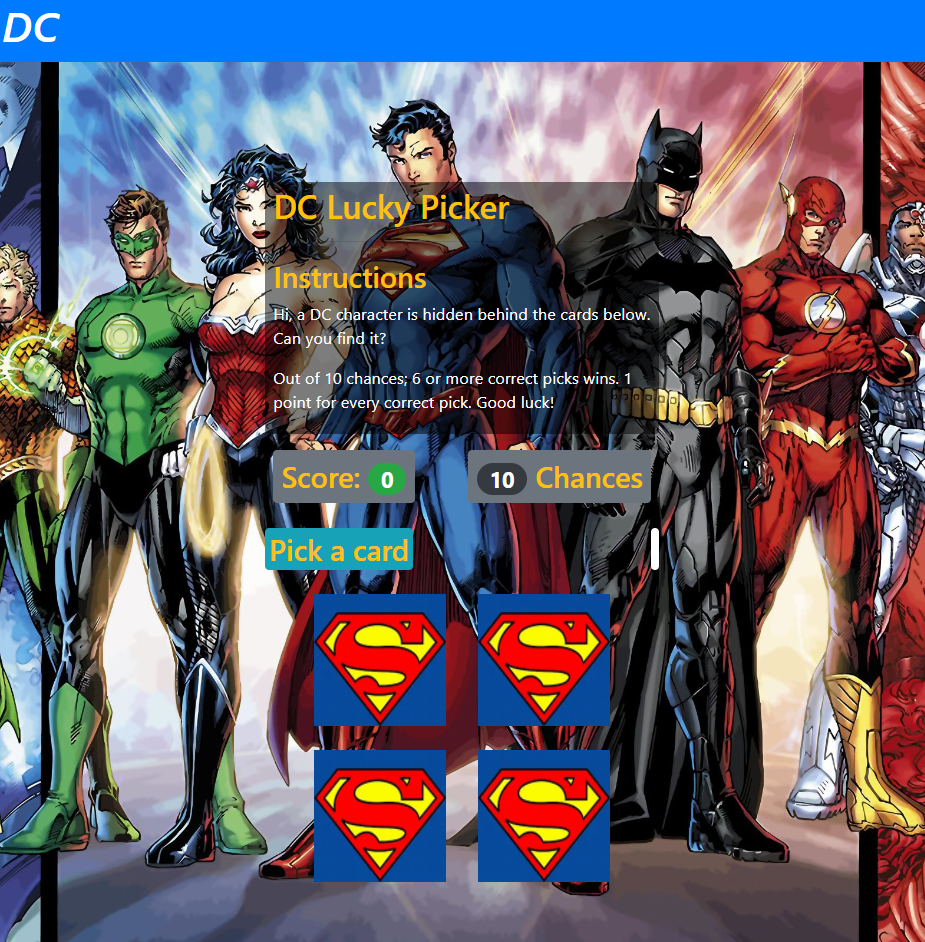 DC
DC Lucky Picker
Instructions
Hi, a DC character is hidden behind the cards below.
Can you find it?
Out of 10 chances; 6 or more correct picks wins. 1
point for every correct pick. Good luck!
Score: 0
10 Chances
Pick a card
S S
S S